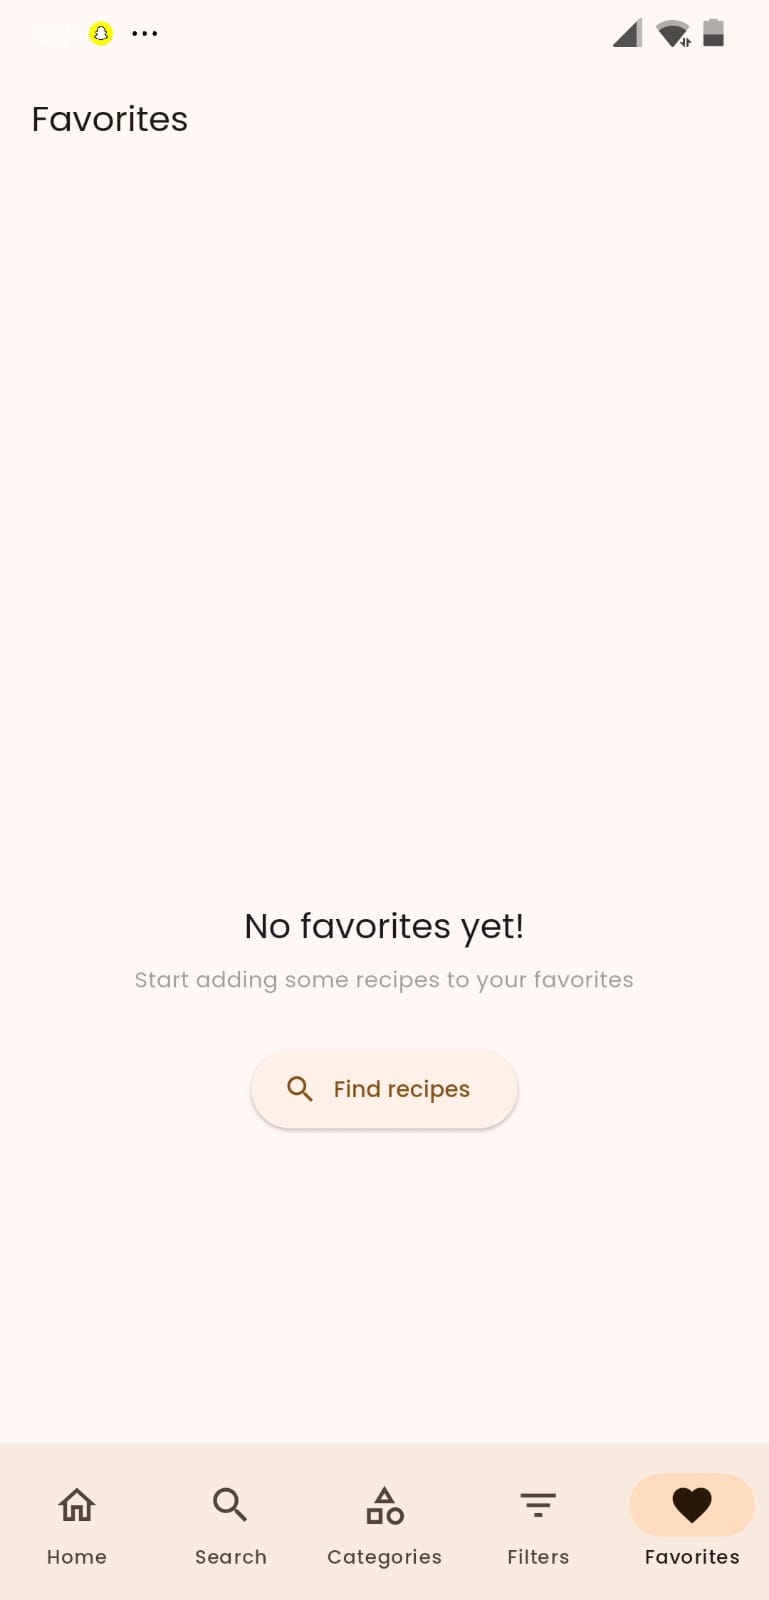 12:29
Favorites
No favorites yet!
Start adding some recipes to your favorites
Find recipes
Home
Search
Categories
Filters
Favorites